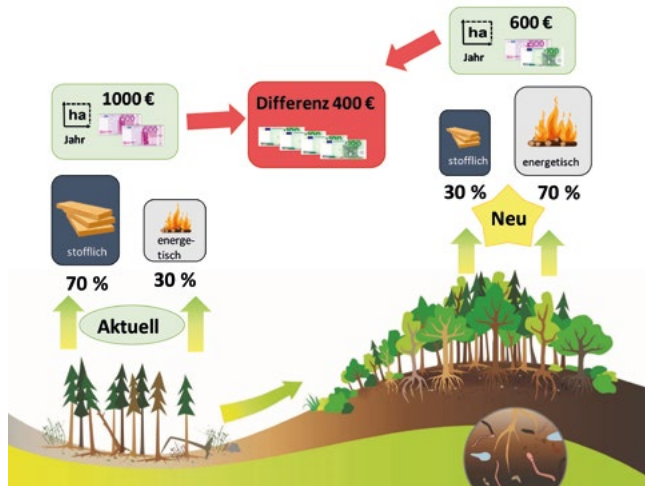 ha
600 €
Jahr
ha
1000 €
Jahr
Differenz 400 €
stofflich
energetisch
30 %
70 %
Neu
stofflich
energe-
tisch
70 %
30 %
Aktuell